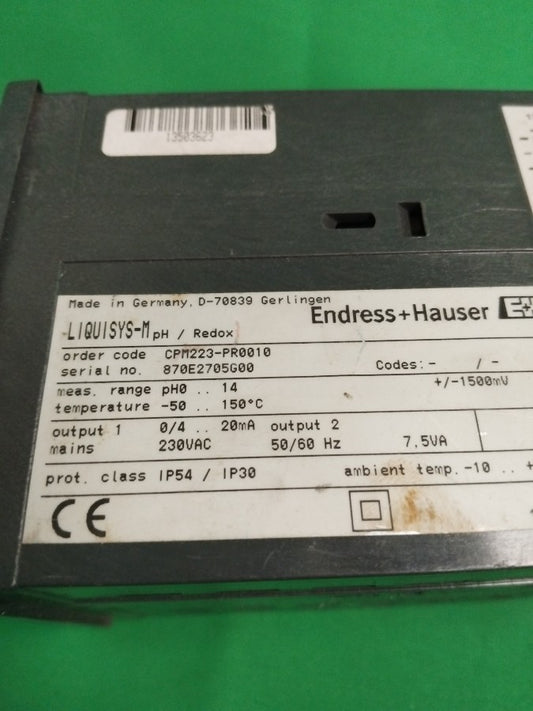 13503623
Made in Germany, D-70839 Gerlingen
LIQUISYS-M pH / Redox
Endress+Hauser
order code CPM223-PR0010
serial no. 870E2705G00
Codes: - / -
meas. range pH0 .. 14 +/-1500mV
temperature -50 .. 150°C
output 1 0/4 .. 20mA output 2
mains 230VAC 50/60 Hz 7,5VA
prot. class IP54 / IP30 ambient temp. -10 .. +
CE